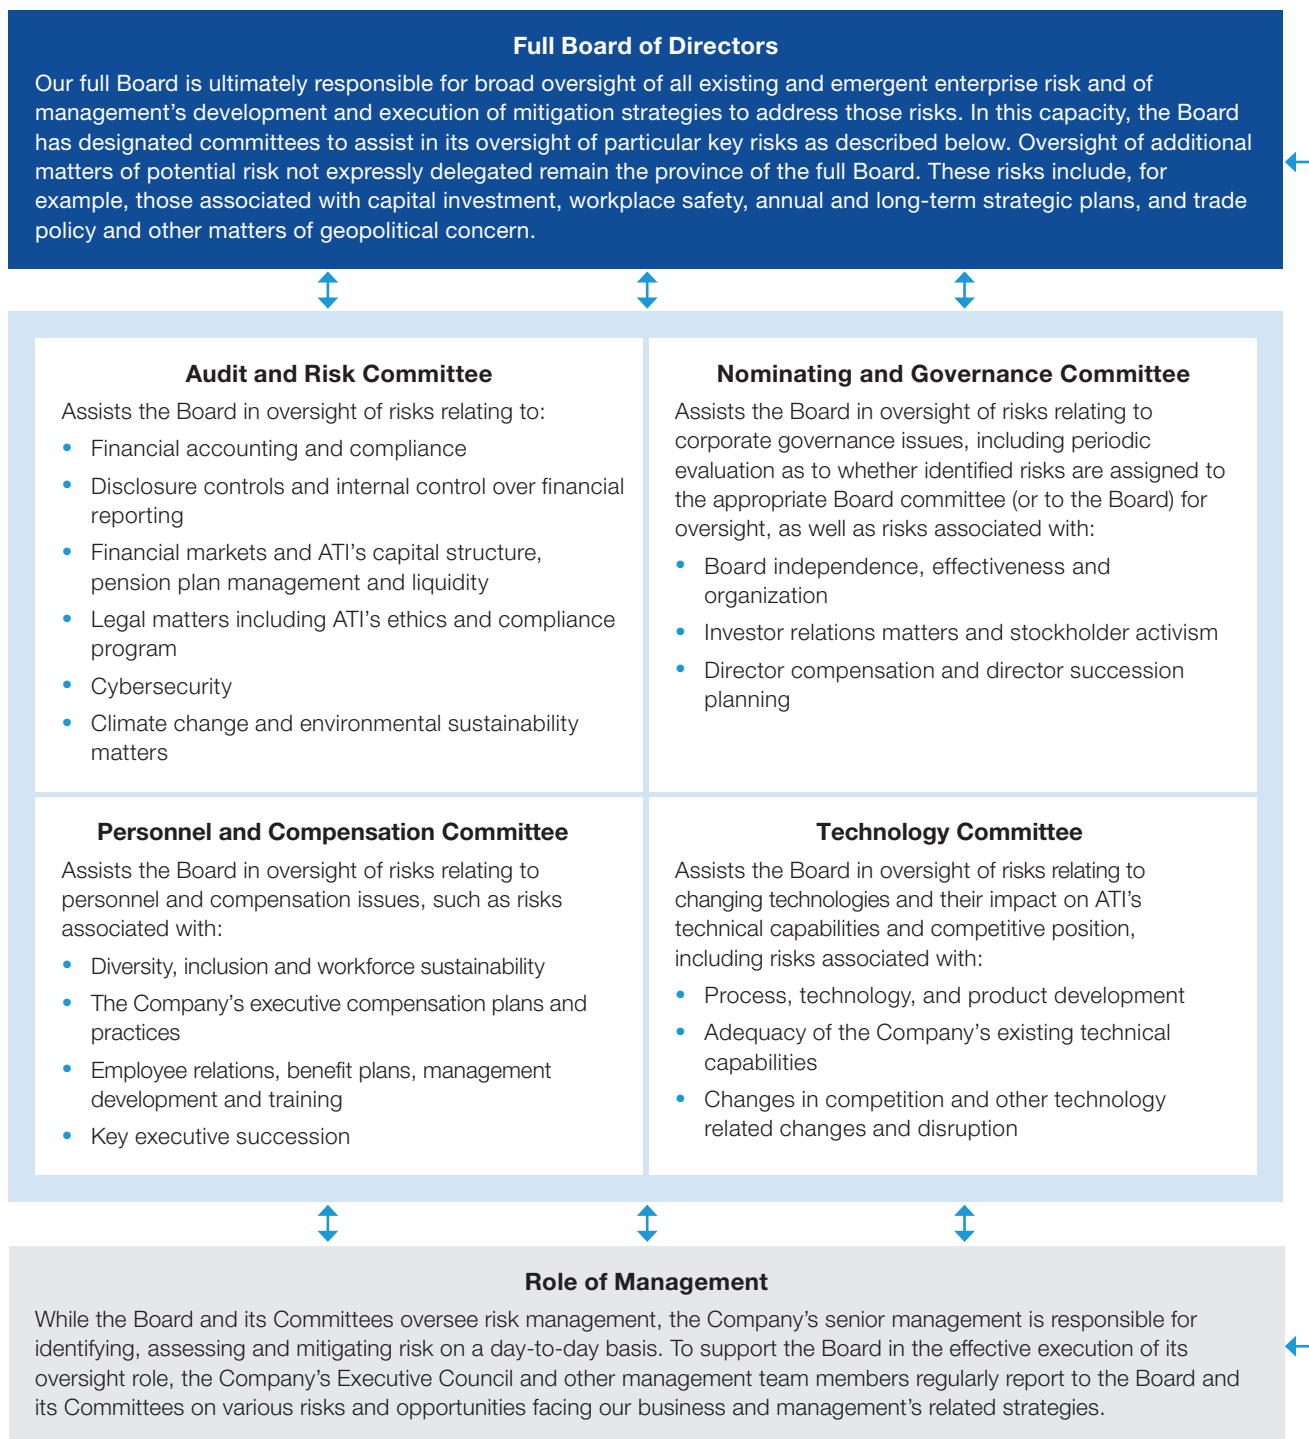 Full Board of Directors
Our full Board is ultimately responsible for broad oversight of all existing and emergent enterprise risk and of
management’s development and execution of mitigation strategies to address those risks. In this capacity, the Board
has designated committees to assist in its oversight of particular key risks as described below. Oversight of additional
matters of potential risk not expressly delegated remain the province of the full Board. These risks include, for
example, those associated with capital investment, workplace safety, annual and long-term strategic plans, and trade
policy and other matters of geopolitical concern.
Audit and Risk Committee
Assists the Board in oversight of risks relating to:
• Financial accounting and compliance
• Disclosure controls and internal control over financial
reporting
• Financial markets and ATI’s capital structure,
pension plan management and liquidity
• Legal matters including ATI’s ethics and compliance
program
• Cybersecurity
• Climate change and environmental sustainability
matters
Nominating and Governance Committee
Assists the Board in oversight of risks relating to
corporate governance issues, including periodic
evaluation as to whether identified risks are assigned to
the appropriate Board committee (or to the Board) for
oversight, as well as risks associated with:
• Board independence, effectiveness and
organization
• Investor relations matters and stockholder activism
• Director compensation and director succession
planning
Personnel and Compensation Committee
Assists the Board in oversight of risks relating to
personnel and compensation issues, such as risks
associated with:
• Diversity, inclusion and workforce sustainability
• The Company’s executive compensation plans and
practices
• Employee relations, benefit plans, management
development and training
• Key executive succession
Technology Committee
Assists the Board in oversight of risks relating to
changing technologies and their impact on ATI’s
technical capabilities and competitive position,
including risks associated with:
• Process, technology, and product development
• Adequacy of the Company’s existing technical
capabilities
• Changes in competition and other technology
related changes and disruption
Role of Management
While the Board and its Committees oversee risk management, the Company’s senior management is responsible for
identifying, assessing and mitigating risk on a day-to-day basis. To support the Board in the effective execution of its
oversight role, the Company’s Executive Council and other management team members regularly report to the Board and
its Committees on various risks and opportunities facing our business and management’s related strategies.